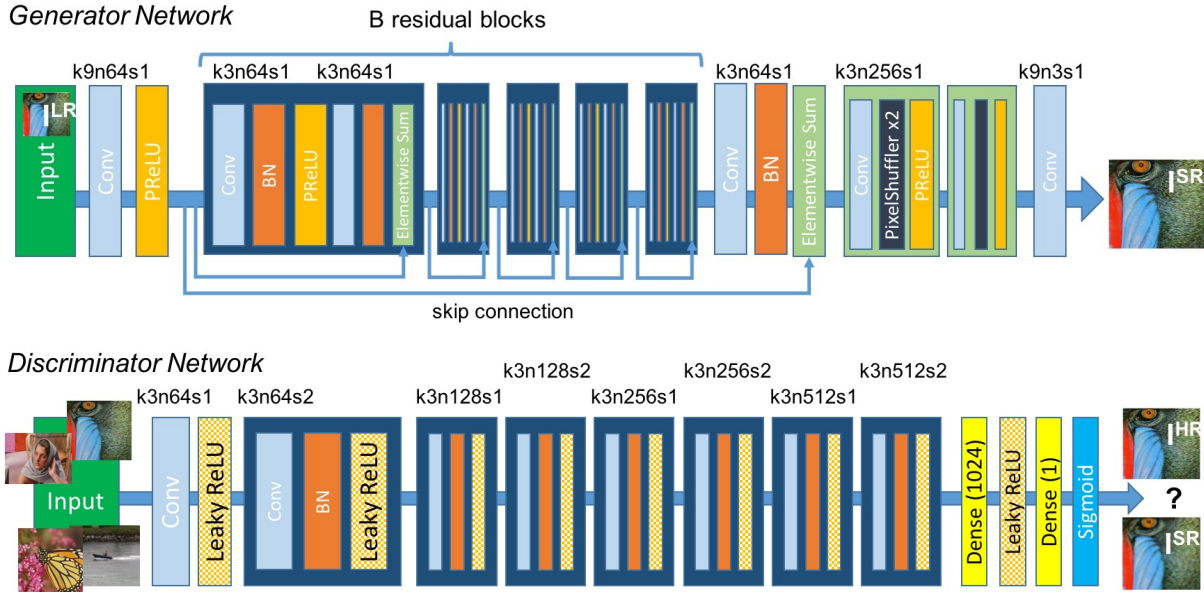 Generator Network
B residual blocks
k9n64s1
k3n64s1
k3n64s1
k3n64s1
k3n256s1
k9n3s1
I^LR
Input
Conv
PReLU
Conv
BN
PReLU
Elementwise Sum
Conv
BN
Elementwise Sum
Conv
PixelShuffler x2
PReLU
Conv
I^SR
skip connection
Discriminator Network
k3n128s2
k3n256s2
k3n512s2
k3n64s1
k3n64s2
k3n128s1
k3n256s1
k3n512s1
Input
Conv
Leaky ReLU
Conv
BN
Leaky ReLU
Dense (1024)
Leaky ReLU
Dense (1)
Sigmoid
I^HR
?
I^SR